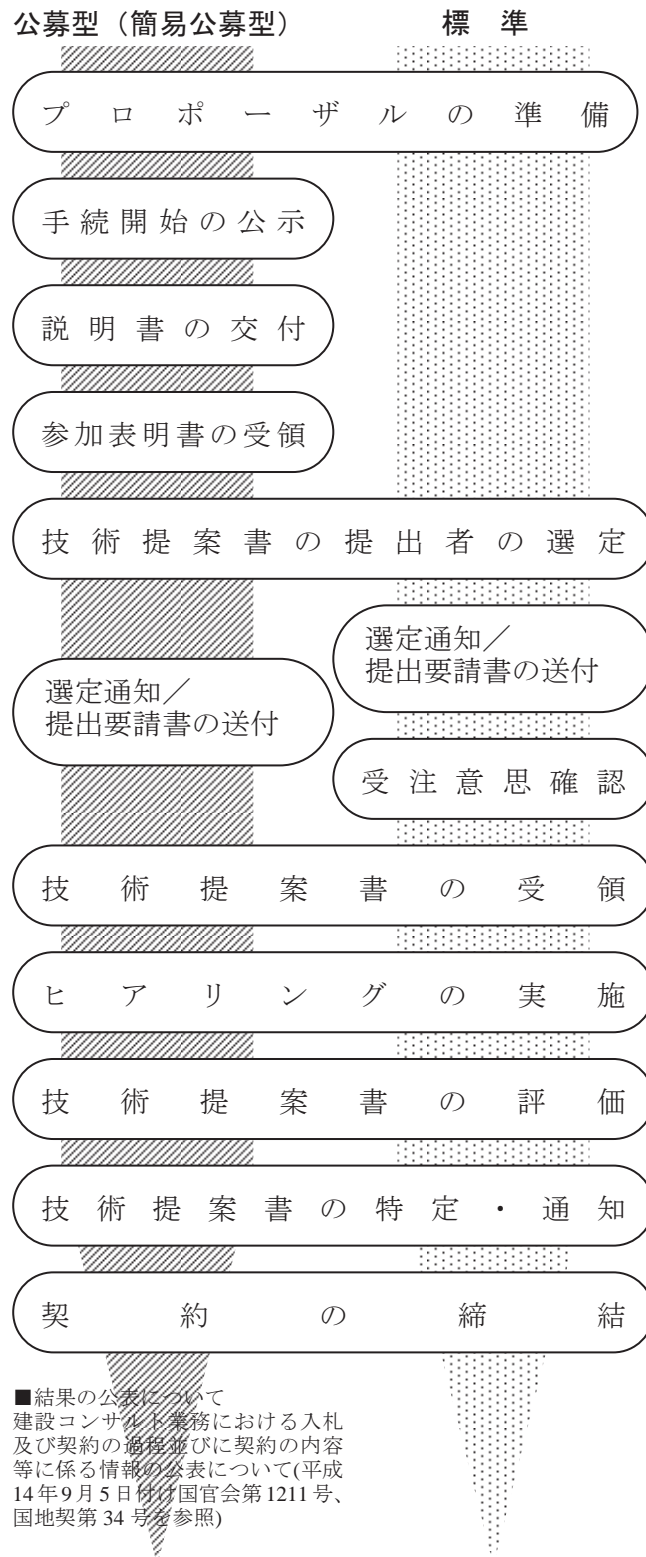 公募型（簡易公募型）
標 準
プロポーザルの準備
手続開始の公示
説明書の交付
参加表明書の受領
技術提案書の提出者の選定
選定通知／
提出要請書の送付
選定通知／
提出要請書の送付
受注意思確認
技術提案書の受領
ヒアリングの実施
技術提案書の評価
技術提案書の特定・通知
契約の締結
■結果の公表について
建設コンサルト業務における入札
及び契約の過程並びに契約の内容
等に係る情報の公表について(平成
14年9月5日付け国官会第1211号、
国地契第34号を参照)